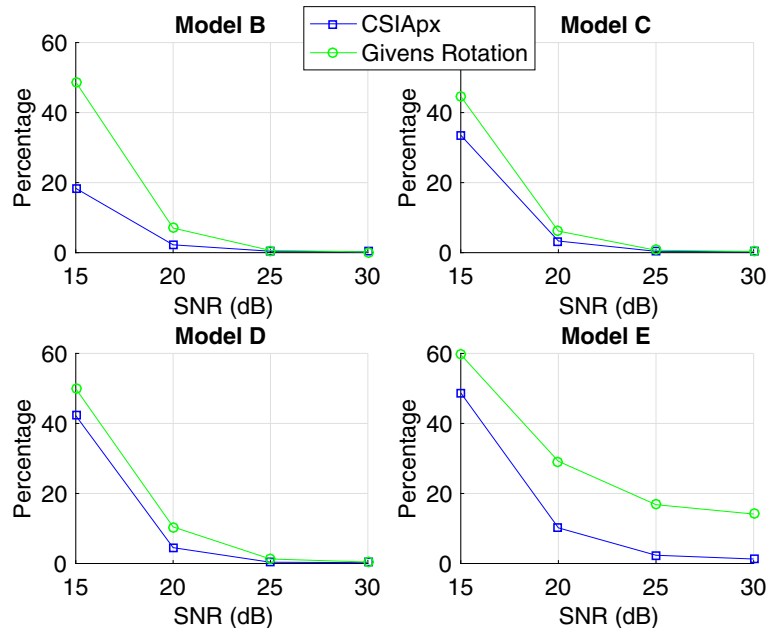 CSIApx
Givens Rotation
Model B
Percentage
60
40
20
0
15 20 25 30
SNR (dB)
Model C
Percentage
40
20
0
15 20 25 30
SNR (dB)
Model D
Percentage
60
40
20
0
15 20 25 30
SNR (dB)
Model E
Percentage
60
40
20
0
15 20 25 30
SNR (dB)